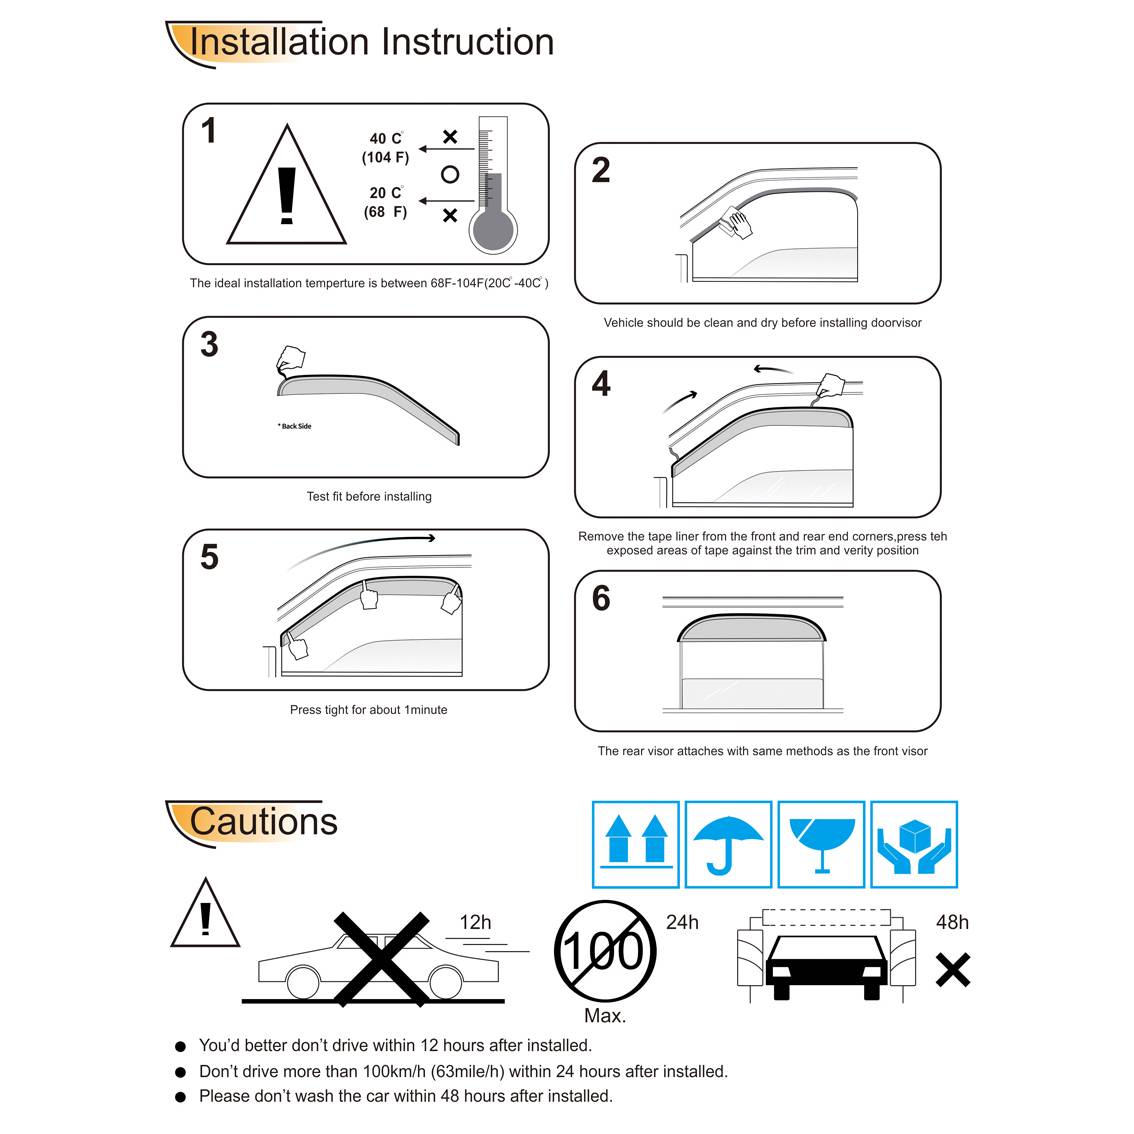 Installation Instruction
1
40 C°
(104 F)
20 C°
(68 F)
The ideal installation temperture is between 68F-104F(20C°-40C°)
2
Vehicle should be clean and dry before installing doorvisor
3
* Back Side
Test fit before installing
4
Remove the tape liner from the front and rear end corners,press teh
exposed areas of tape against the trim and verity position
5
Press tight for about 1minute
6
The rear visor attaches with same methods as the front visor
Cautions
12h
100
Max.
24h
48h
You'd better don't drive within 12 hours after installed.
Don't drive more than 100km/h (63mile/h) within 24 hours after installed.
Please don't wash the car within 48 hours after installed.